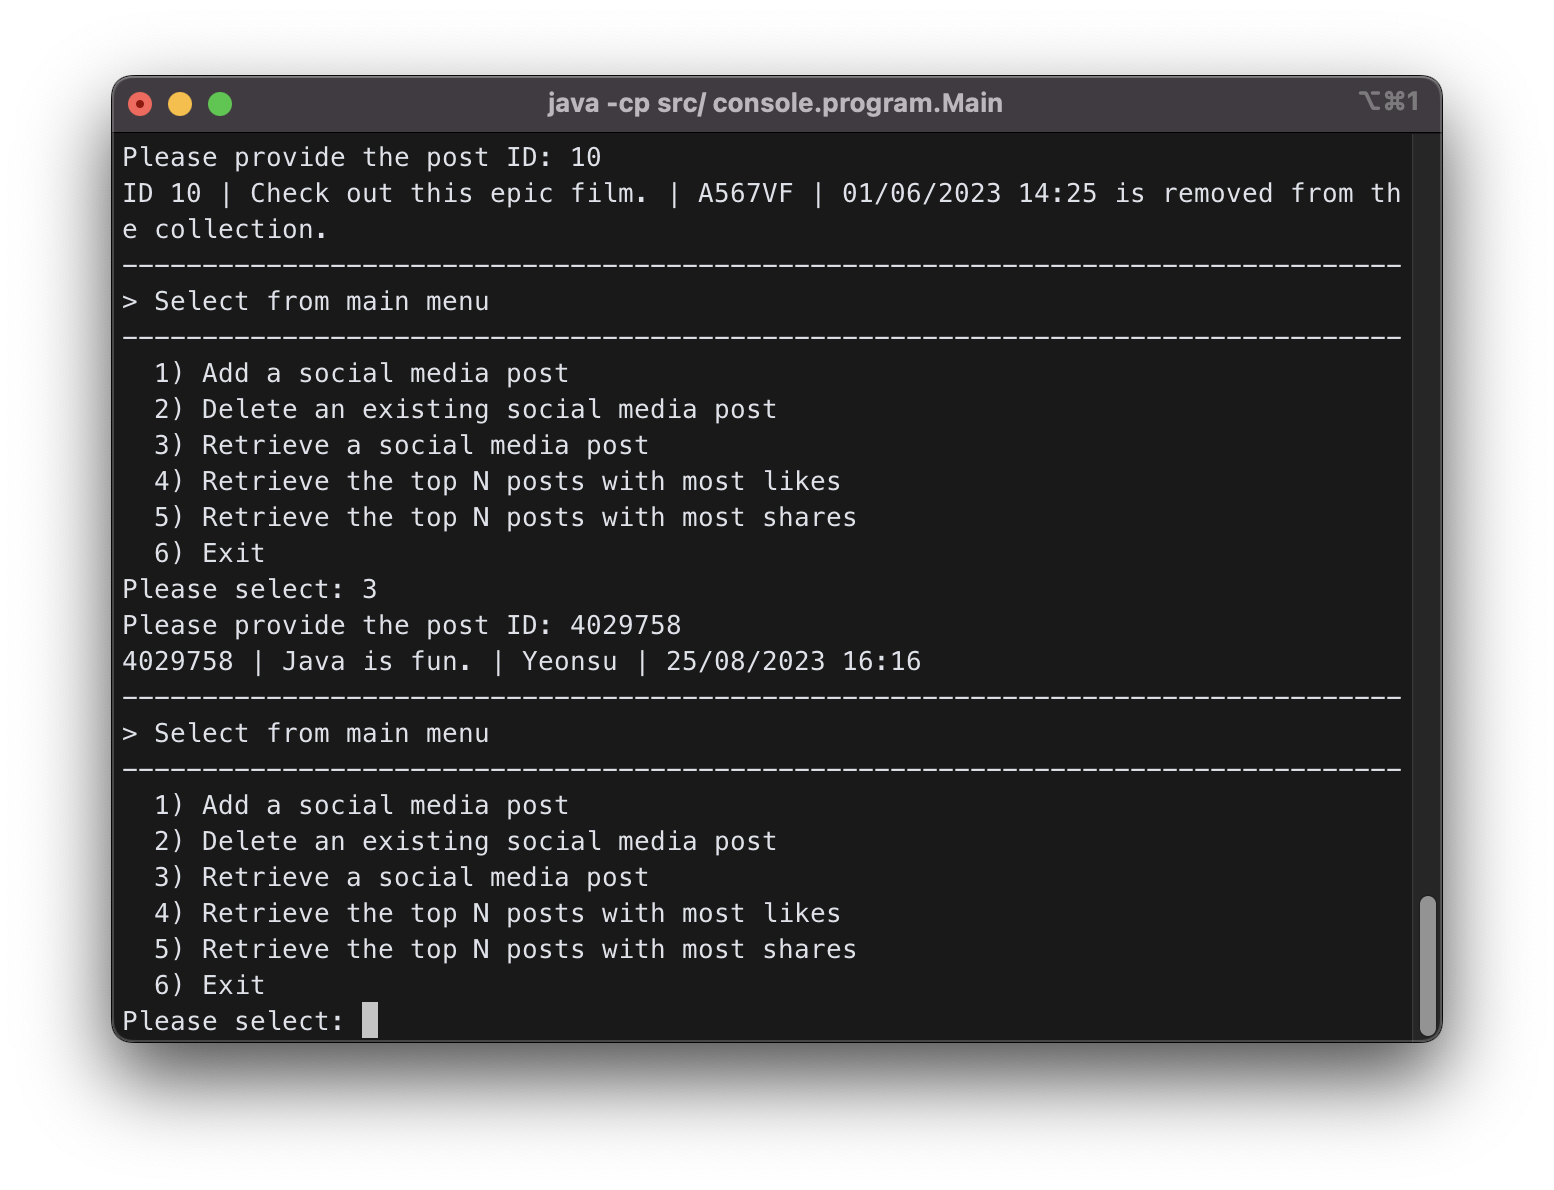 java -cp src/ console.program.Main
⌥⌘1
Please provide the post ID: 10
ID 10 | Check out this epic film. | A567VF | 01/06/2023 14:25 is removed from th
e collection.
--------------------------------------------------------------------------------
> Select from main menu
--------------------------------------------------------------------------------
  1) Add a social media post
  2) Delete an existing social media post
  3) Retrieve a social media post
  4) Retrieve the top N posts with most likes
  5) Retrieve the top N posts with most shares
  6) Exit
Please select: 3
Please provide the post ID: 4029758
4029758 | Java is fun. | Yeonsu | 25/08/2023 16:16
--------------------------------------------------------------------------------
> Select from main menu
--------------------------------------------------------------------------------
  1) Add a social media post
  2) Delete an existing social media post
  3) Retrieve a social media post
  4) Retrieve the top N posts with most likes
  5) Retrieve the top N posts with most shares
  6) Exit
Please select: